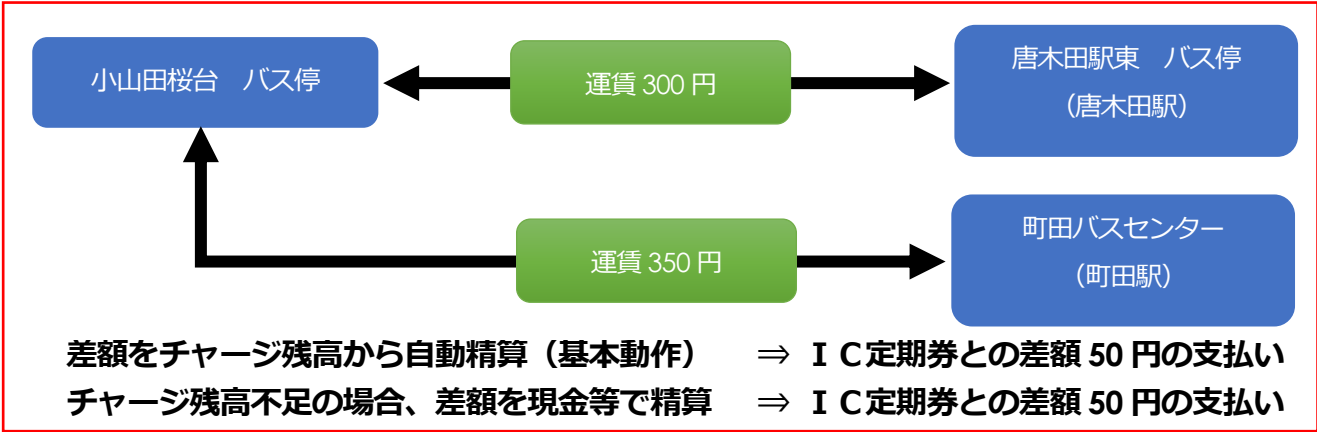 小山田桜台　バス停
運賃 300 円
唐木田駅東　バス停
（唐木田駅）
運賃 350 円
町田バスセンター
（町田駅）
差額をチャージ残高から自動精算（基本動作）　⇒ ＩＣ定期券との差額 50 円の支払い
チャージ残高不足の場合、差額を現金等で精算　⇒ ＩＣ定期券との差額 50 円の支払い